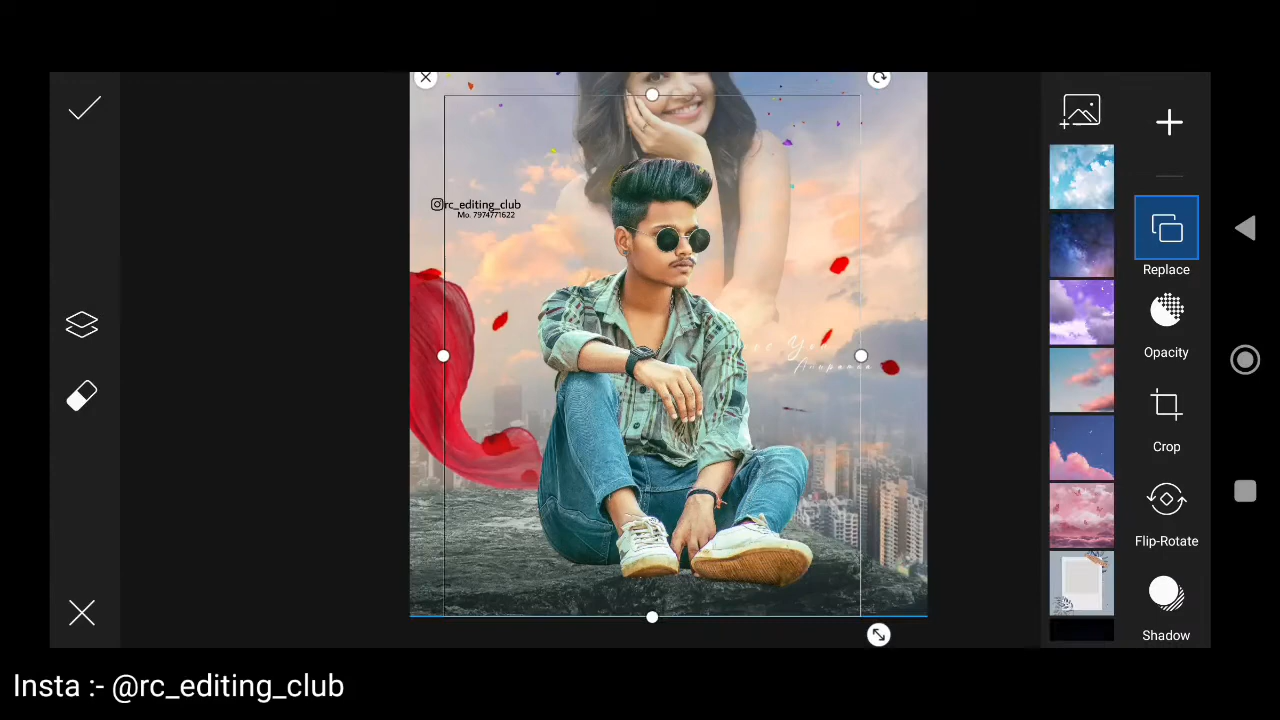 rc_editing_club
Mo. 7974771622
Replace
Opacity
Crop
Flip-Rotate
Shadow
Insta :- @rc_editing_club